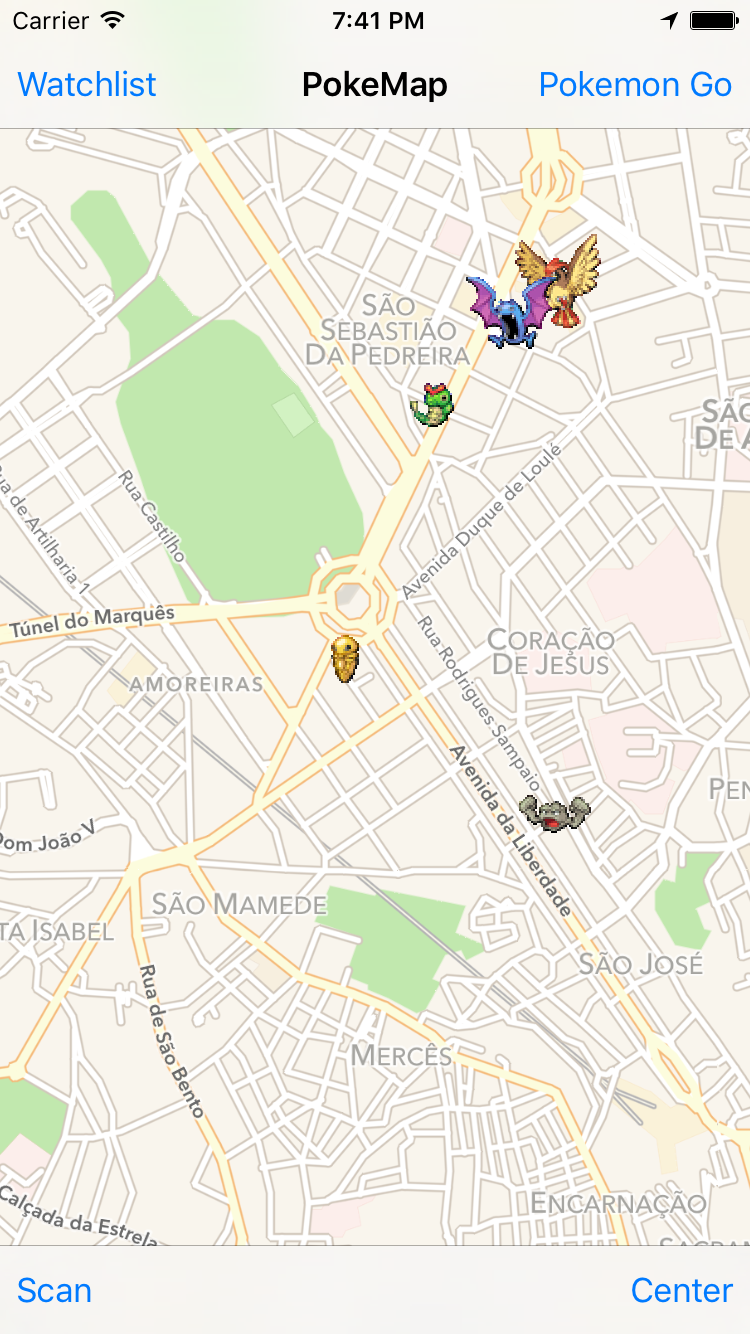 Carrier 7:41 PM
Watchlist PokeMap Pokemon Go
SÃO
SEBASTIÃO
DA PEDREIRA
SÃO
DE A
Avenida Duque de Loulé
Rua Castilho
ua de Artilharia 1
Túnel do Marquês
Rua Rodrigues Sampaio
CORAÇÃO
DE JESUS
AMOREIRAS
Avenida da Liberdade
PEN
Dom João V
SÃO MAMEDE
TA ISABEL
SÃO JOSÉ
Rua de São Bento
MERCÊS
Calçada da Estrela
ENCARNAÇÃO
SACRAM
Scan Center